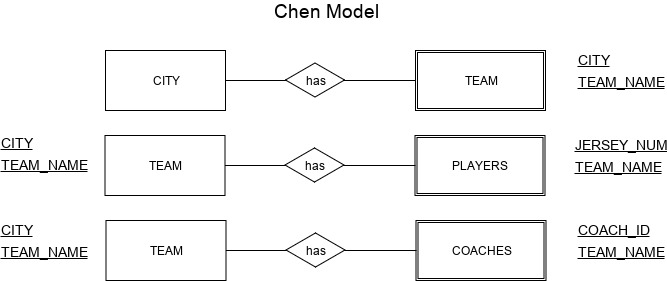 Chen Model
CITY has TEAM CITY
TEAM_NAME
CITY
TEAM_NAME TEAM has PLAYERS JERSEY_NUM
TEAM_NAME
CITY
TEAM_NAME TEAM has COACHES COACH_ID
TEAM_NAME